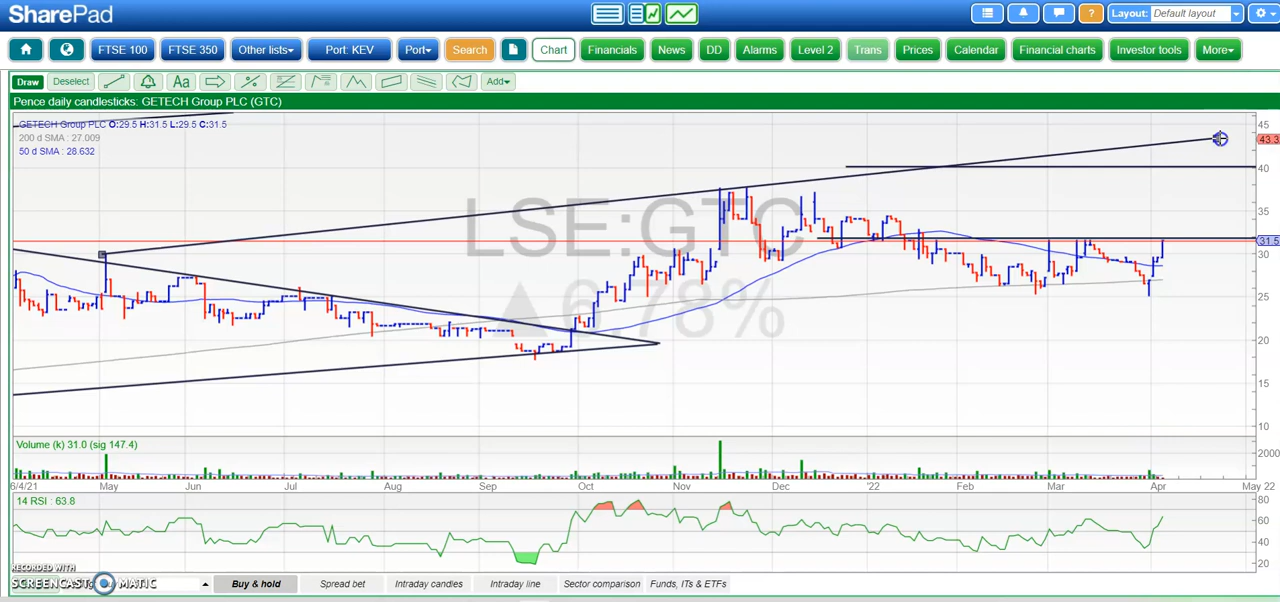 SharePad Layout: Default layout
FTSE 100 FTSE 350 Other lists Port: KEV Port Search Chart Financials News DD Alarms Level 2 Trans Prices Calendar Financial charts Investor tools More
Draw Deselect Aa Add
Pence daily candlesticks: GETECH Group PLC (GTC)
GETECH Group PLC O:29.5 H:31.5 L:29.5 C:31.5
200 d SMA : 27.009
50 d SMA : 28.632
LSE:GTC
45
43.3
40
35
31.5
30
25
20
15
10
Volume (k) 31.0 (sig 147.4)
2000
6/4/21 May Jun Jul Aug Sep Oct Nov Dec '22 Feb Mar Apr May 22
14 RSI : 63.8
80
60
40
20
RECORDED WITH
SCREENCAST MATIC
Buy & hold Spread bet Intraday candles Intraday line Sector comparison Funds, ITs & ETFs